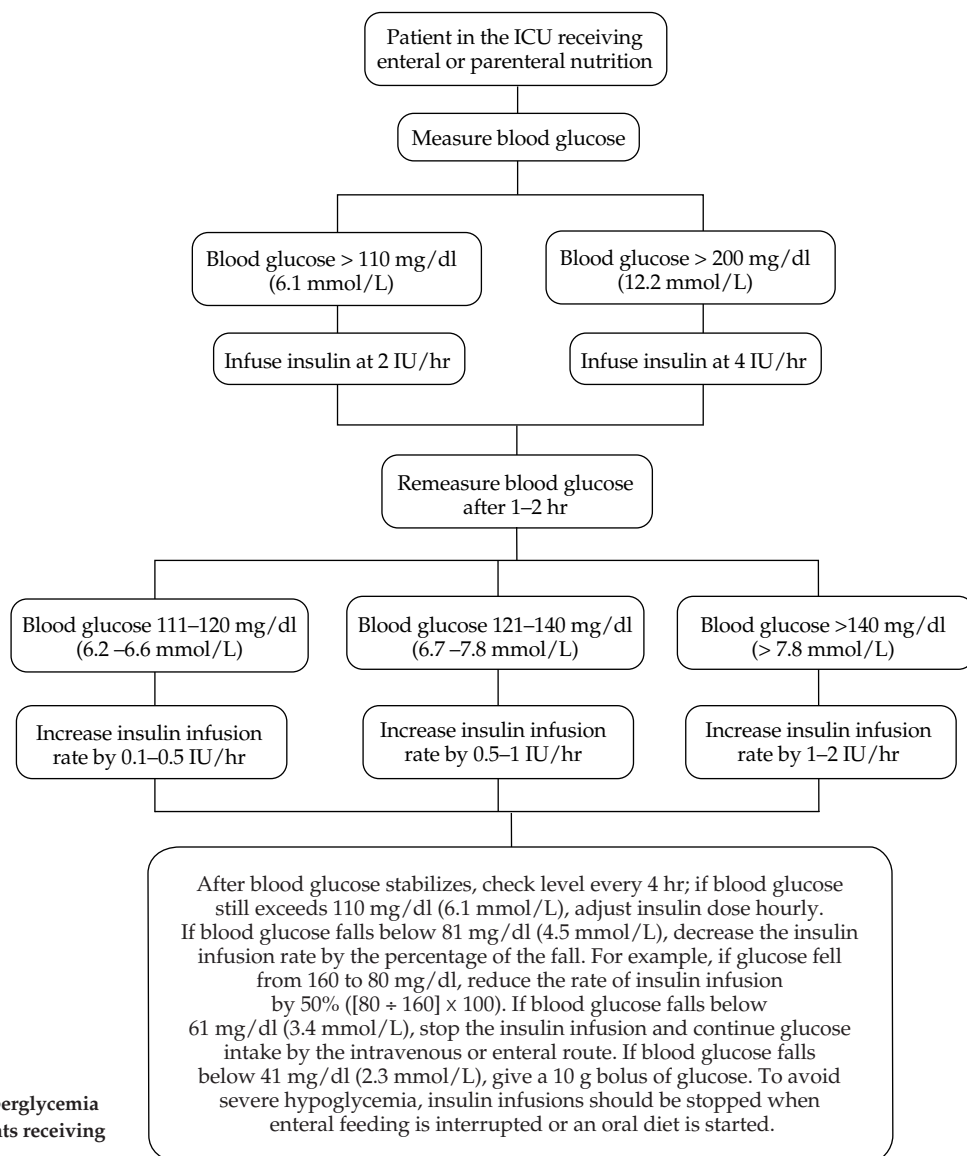 Patient in the ICU receiving
enteral or parenteral nutrition
Measure blood glucose
Blood glucose > 110 mg/dl
(6.1 mmol/L)
Blood glucose > 200 mg/dl
(12.2 mmol/L)
Infuse insulin at 2 IU/hr
Infuse insulin at 4 IU/hr
Remeasure blood glucose
after 1–2 hr
Blood glucose 111–120 mg/dl
(6.2 –6.6 mmol/L)
Blood glucose 121–140 mg/dl
(6.7 –7.8 mmol/L)
Blood glucose >140 mg/dl
(> 7.8 mmol/L)
Increase insulin infusion
rate by 0.1–0.5 IU/hr
Increase insulin infusion
rate by 0.5–1 IU/hr
Increase insulin infusion
rate by 1–2 IU/hr
After blood glucose stabilizes, check level every 4 hr; if blood glucose
still exceeds 110 mg/dl (6.1 mmol/L), adjust insulin dose hourly.
If blood glucose falls below 81 mg/dl (4.5 mmol/L), decrease the insulin
infusion rate by the percentage of the fall. For example, if glucose fell
from 160 to 80 mg/dl, reduce the rate of insulin infusion
by 50% ([80 ÷ 160] x 100). If blood glucose falls below
61 mg/dl (3.4 mmol/L), stop the insulin infusion and continue glucose
intake by the intravenous or enteral route. If blood glucose falls
below 41 mg/dl (2.3 mmol/L), give a 10 g bolus of glucose. To avoid
severe hypoglycemia, insulin infusions should be stopped when
enteral feeding is interrupted or an oral diet is started.
erglycemia
ts receiving